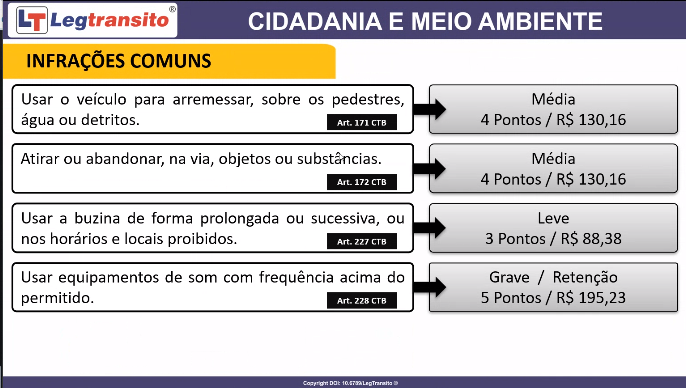 LT Legtransito®
CIDADANIA E MEIO AMBIENTE
INFRAÇÕES COMUNS
Usar o veículo para arremessar, sobre os pedestres,
água ou detritos.
Art. 171 CTB
Média
4 Pontos / R$ 130,16
Atirar ou abandonar, na via, objetos ou substâncias.
Art. 172 CTB
Média
4 Pontos / R$ 130,16
Usar a buzina de forma prolongada ou sucessiva, ou
nos horários e locais proibidos.
Art. 227 CTB
Leve
3 Pontos / R$ 88,38
Usar equipamentos de som com frequência acima do
permitido.
Art. 228 CTB
Grave / Retenção
5 Pontos / R$ 195,23
Copyright DOI: 10.6789/LegTransito ®